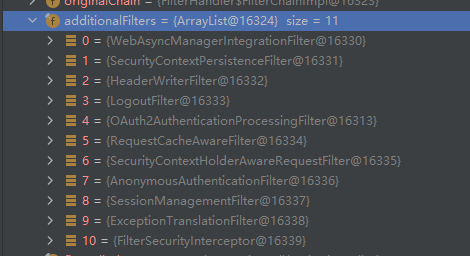 originalChain = {FilterHandler$FilterChainImpl@16323}
additionalFilters = {ArrayList@16324} size = 11
0 = {WebAsyncManagerIntegrationFilter@16330}
1 = {SecurityContextPersistenceFilter@16331}
2 = {HeaderWriterFilter@16332}
3 = {LogoutFilter@16333}
4 = {OAuth2AuthenticationProcessingFilter@16313}
5 = {RequestCacheAwareFilter@16334}
6 = {SecurityContextHolderAwareRequestFilter@16335}
7 = {AnonymousAuthenticationFilter@16336}
8 = {SessionManagementFilter@16337}
9 = {ExceptionTranslationFilter@16338}
10 = {FilterSecurityInterceptor@16339}